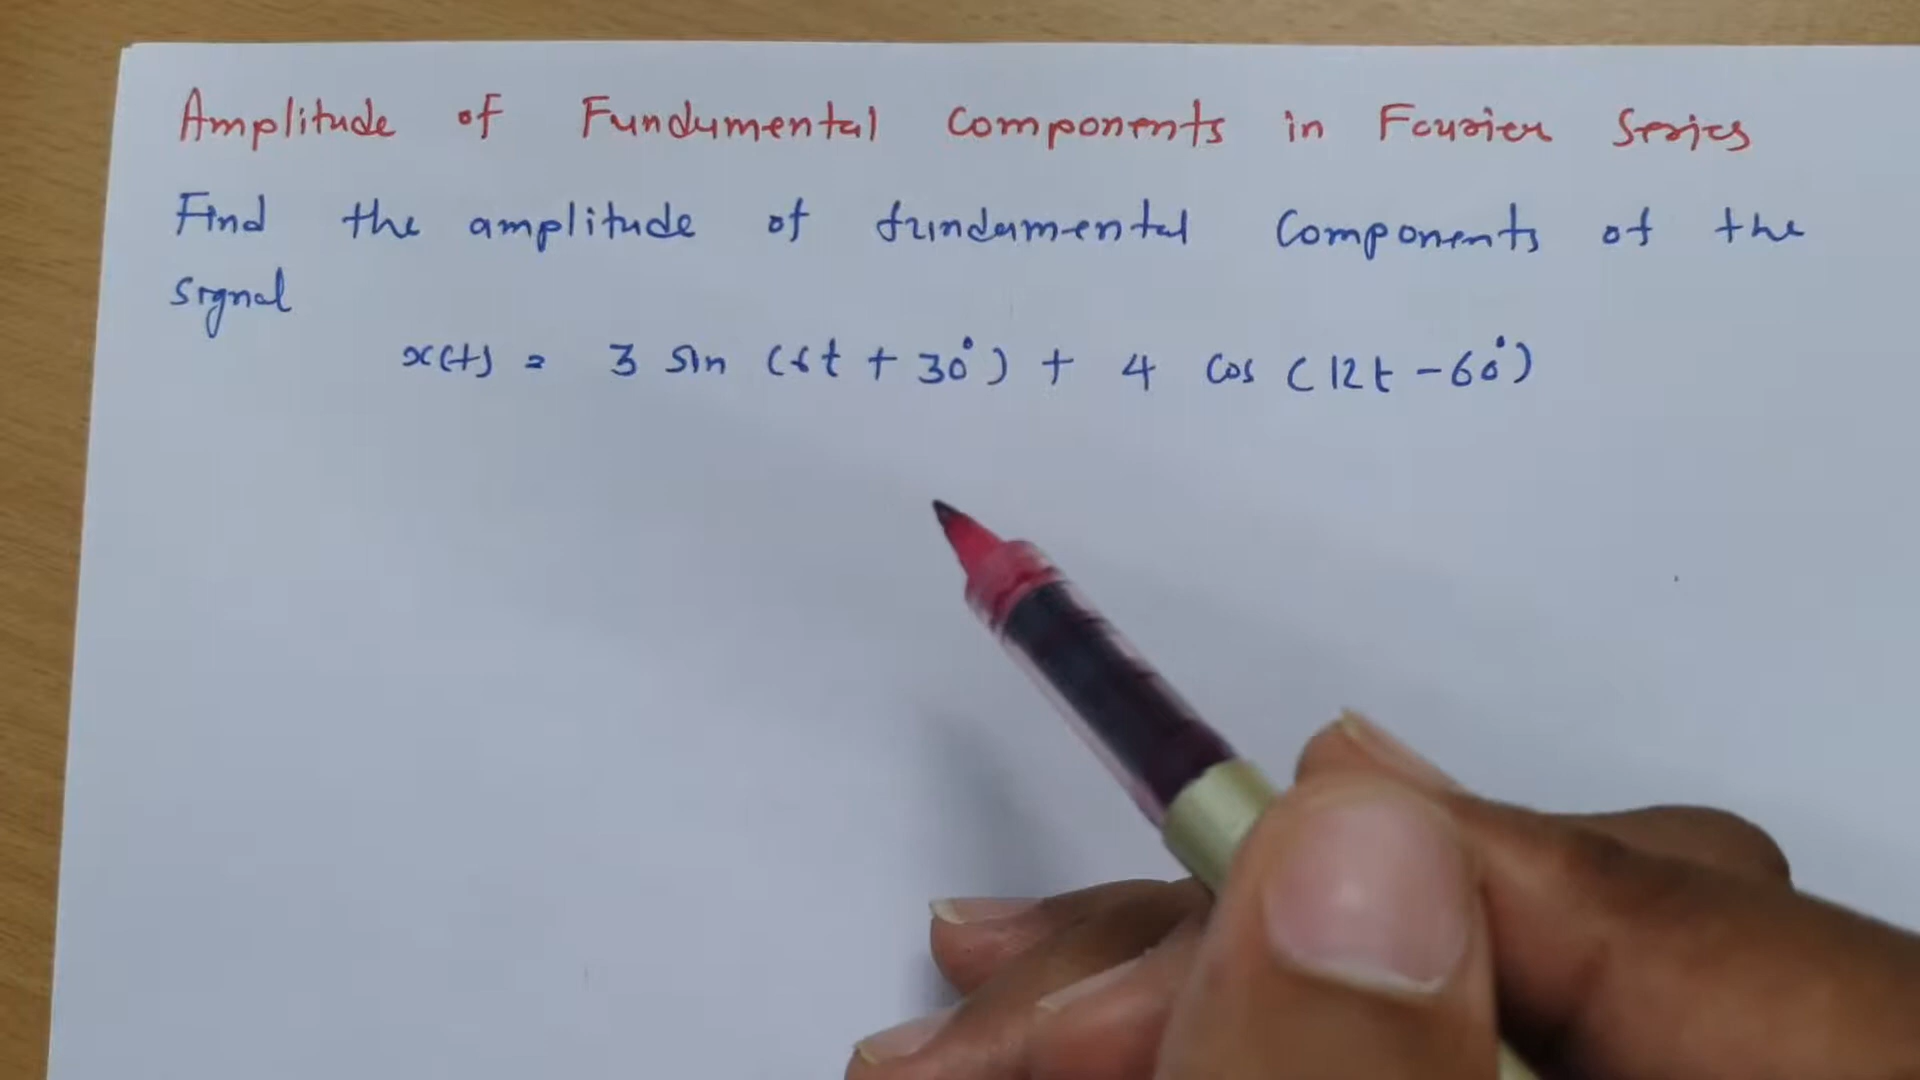 Amplitude of Fundumental Components in Fourier Series
Find the amplitude of fundamental Components of the
Signal
x(t) = 3 sin (6t + 30°) + 4 cos (12t - 60°)